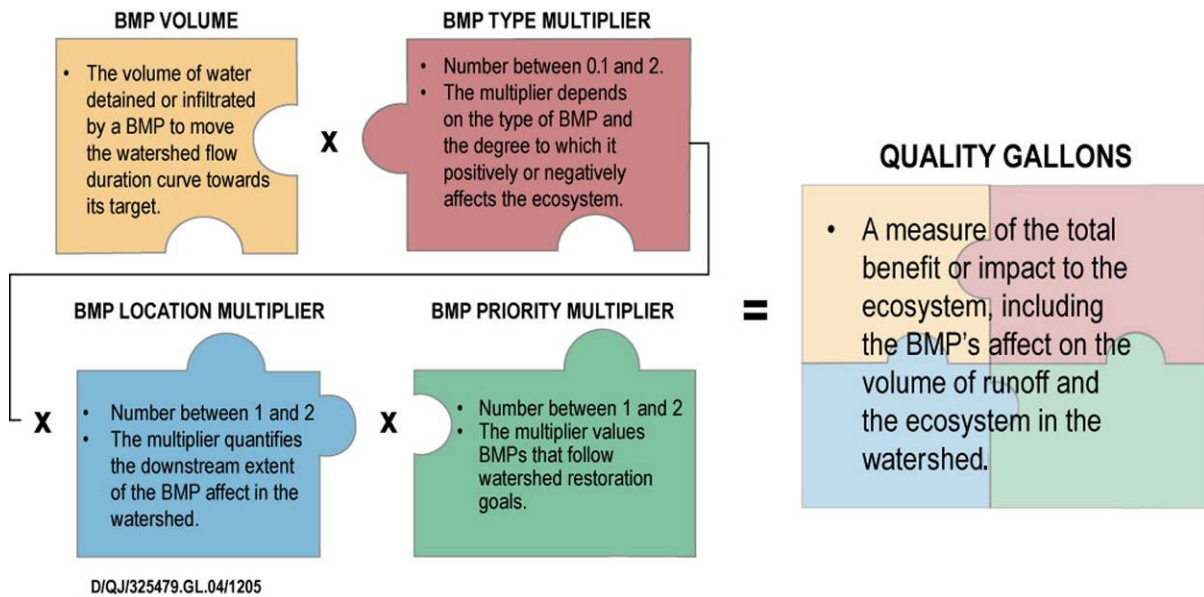 BMP VOLUME
• The volume of water
detained or infiltrated
by a BMP to move
the watershed flow
duration curve towards
its target.
x
BMP TYPE MULTIPLIER
• Number between 0.1 and 2.
• The multiplier depends
on the type of BMP and
the degree to which it
positively or negatively
affects the ecosystem.
x
BMP LOCATION MULTIPLIER
• Number between 1 and 2
• The multiplier quantifies
the downstream extent
of the BMP affect in the
watershed.
x
BMP PRIORITY MULTIPLIER
• Number between 1 and 2
• The multiplier values
BMPs that follow
watershed restoration
goals.
=
QUALITY GALLONS
• A measure of the total
benefit or impact to the
ecosystem, including
the BMP's affect on the
volume of runoff and
the ecosystem in the
watershed.
D/QJ/325479.GL.04/1205